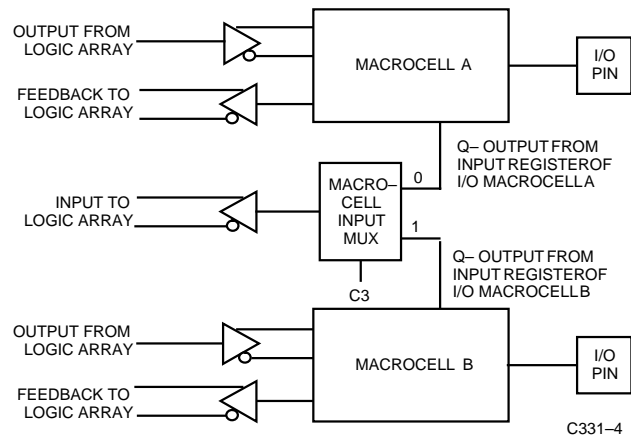 OUTPUT FROM
LOGIC ARRAY
MACROCELL A
I/O
PIN
FEEDBACK TO
LOGIC ARRAY
Q– OUTPUT FROM
INPUT REGISTEROF
I/O MACROCELLA
0
MACRO–
CELL
INPUT
MUX
INPUT TO
LOGIC ARRAY
1
Q– OUTPUT FROM
INPUT REGISTEROF
I/O MACROCELLB
C3
OUTPUT FROM
LOGIC ARRAY
MACROCELL B
I/O
PIN
FEEDBACK TO
LOGIC ARRAY
C331–4